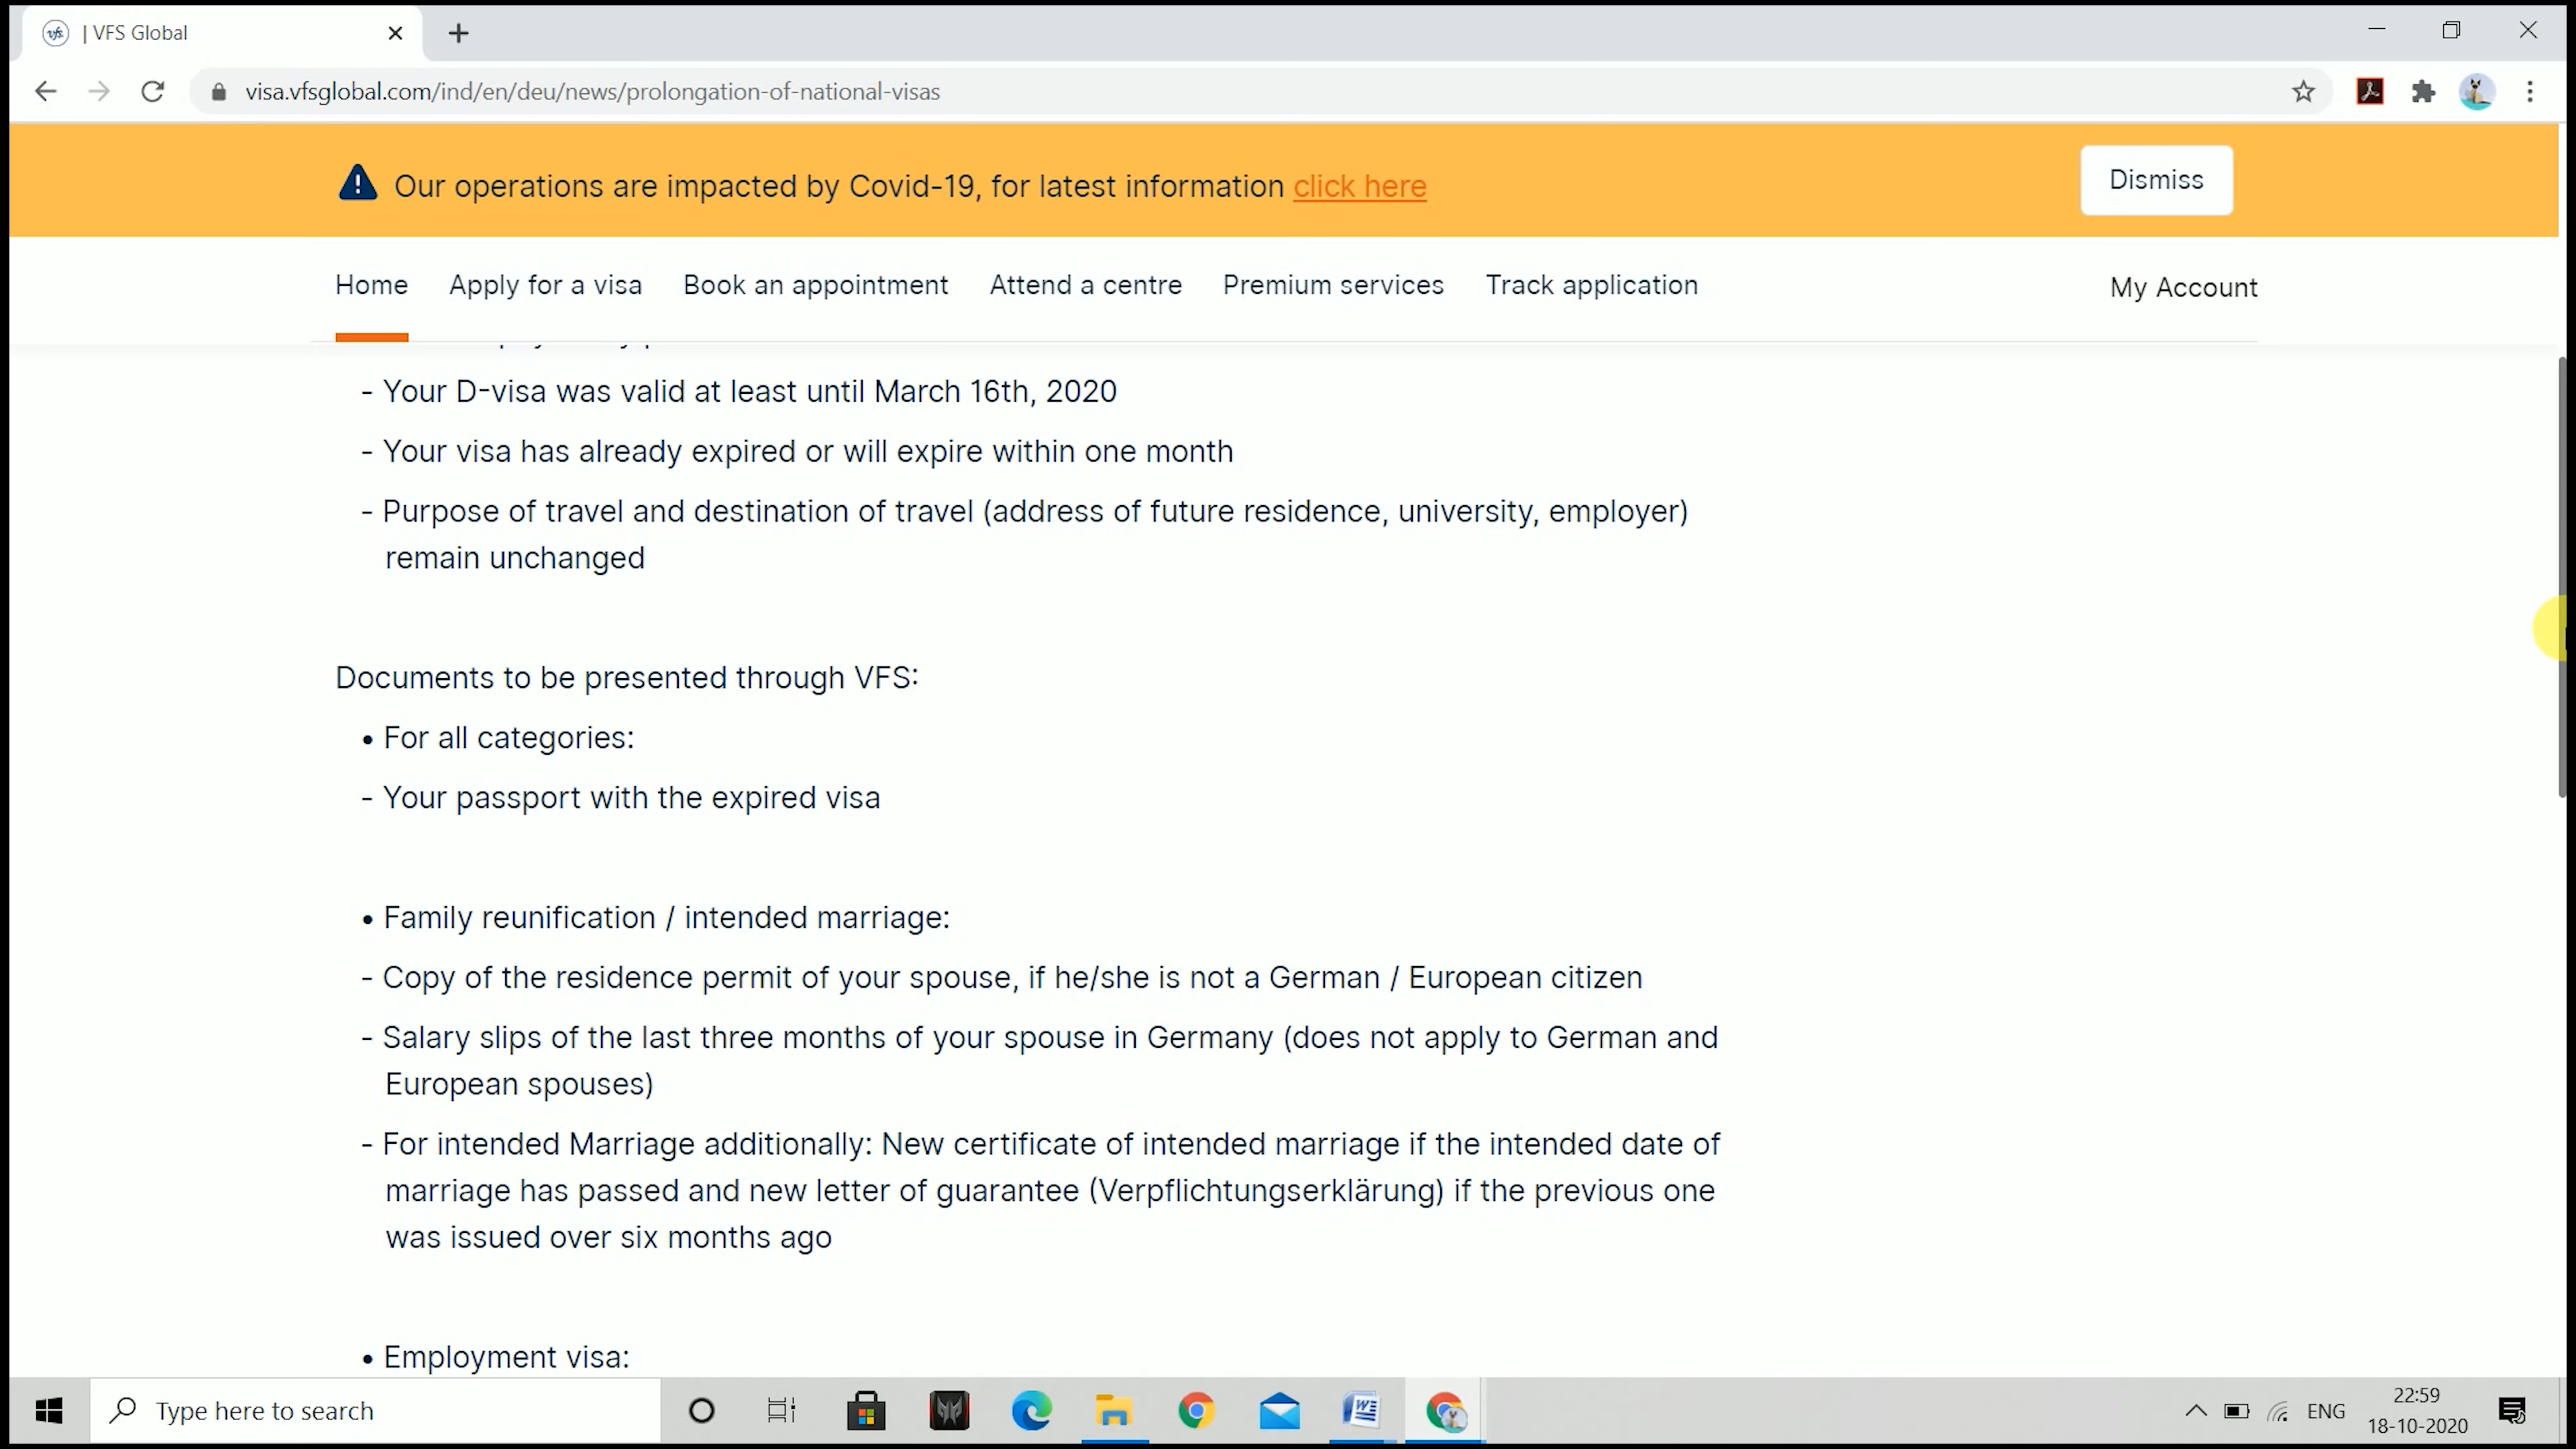 | VFS Global
visa.vfsglobal.com/ind/en/deu/news/prolongation-of-national-visas
Our operations are impacted by Covid-19, for latest information click here
Dismiss
Home Apply for a visa Book an appointment Attend a centre Premium services Track application My Account
- Your D-visa was valid at least until March 16th, 2020
- Your visa has already expired or will expire within one month
- Purpose of travel and destination of travel (address of future residence, university, employer)
remain unchanged
Documents to be presented through VFS:
• For all categories:
- Your passport with the expired visa
• Family reunification / intended marriage:
- Copy of the residence permit of your spouse, if he/she is not a German / European citizen
- Salary slips of the last three months of your spouse in Germany (does not apply to German and
European spouses)
- For intended Marriage additionally: New certificate of intended marriage if the intended date of
marriage has passed and new letter of guarantee (Verpflichtungserklärung) if the previous one
was issued over six months ago
• Employment visa:
Type here to search
ENG
22:59
18-10-2020